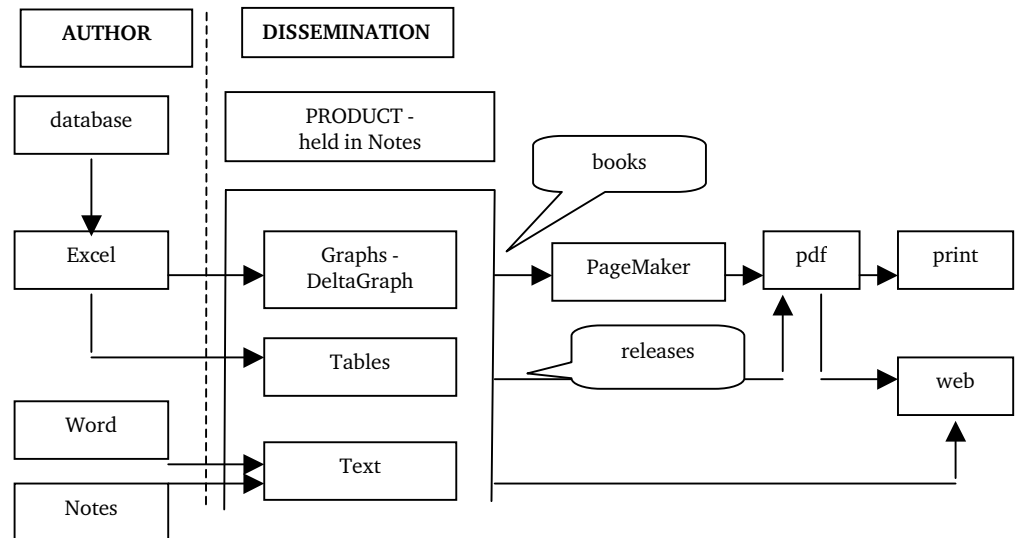 AUTHOR
DISSEMINATION
database
PRODUCT -
held in Notes
books
Excel
Graphs -
DeltaGraph
PageMaker
pdf
print
Tables
releases
web
Word
Text
Notes